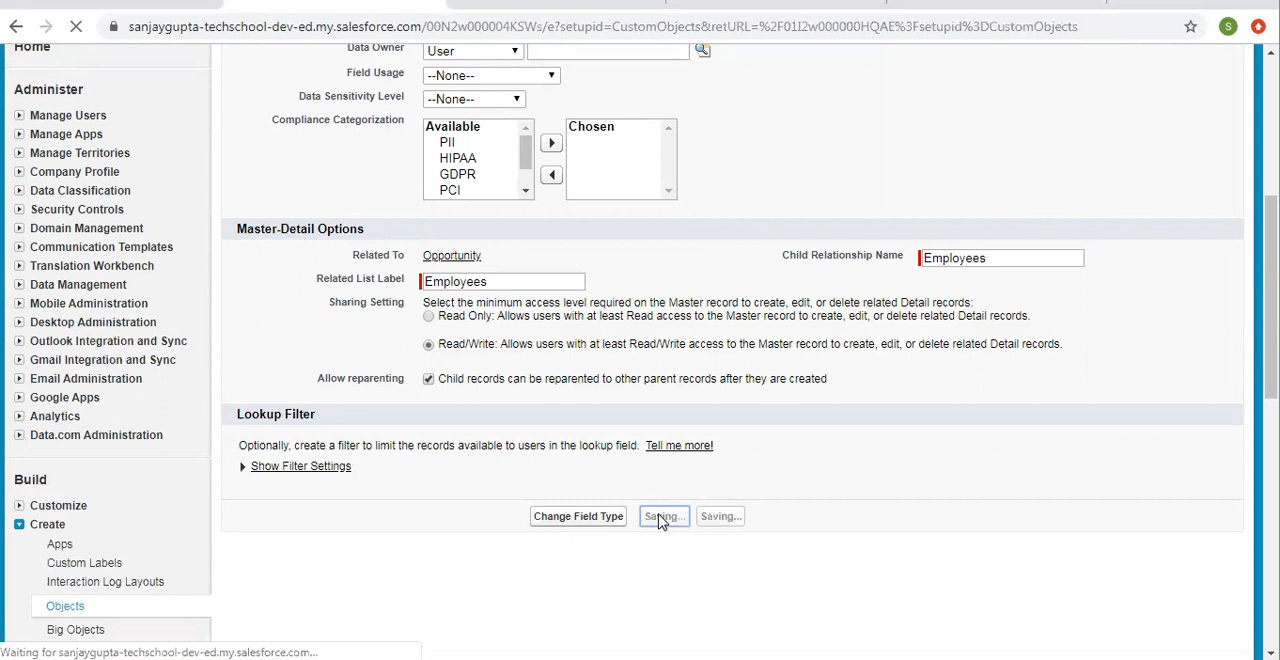 sanjaygupta-techschool-dev-ed.my.salesforce.com/00N2w000004KSWs/e?setupid=CustomObjects&retURL=%2F01I2w000000HQAE%3Fsetupid%3DCustomObjects
S
Home
Administer
Manage Users
Manage Apps
Manage Territories
Company Profile
Data Classification
Security Controls
Domain Management
Communication Templates
Translation Workbench
Data Management
Mobile Administration
Desktop Administration
Outlook Integration and Sync
Gmail Integration and Sync
Email Administration
Google Apps
Analytics
Data.com Administration
Build
Customize
Create
Apps
Custom Labels
Interaction Log Layouts
Objects
Big Objects
Data Owner User
Field Usage --None--
Data Sensitivity Level --None--
Compliance Categorization
Available
PII
HIPAA
GDPR
PCI
Chosen
Master-Detail Options
Related To Opportunity Child Relationship Name Employees
Related List Label Employees
Sharing Setting Select the minimum access level required on the Master record to create, edit, or delete related Detail records:
Read Only: Allows users with at least Read access to the Master record to create, edit, or delete related Detail records.
Read/Write: Allows users with at least Read/Write access to the Master record to create, edit, or delete related Detail records.
Allow reparenting Child records can be reparented to other parent records after they are created
Lookup Filter
Optionally, create a filter to limit the records available to users in the lookup field. Tell me more!
Show Filter Settings
Change Field Type Saving... Saving...
Waiting for sanjaygupta-techschool-dev-ed.my.salesforce.com...